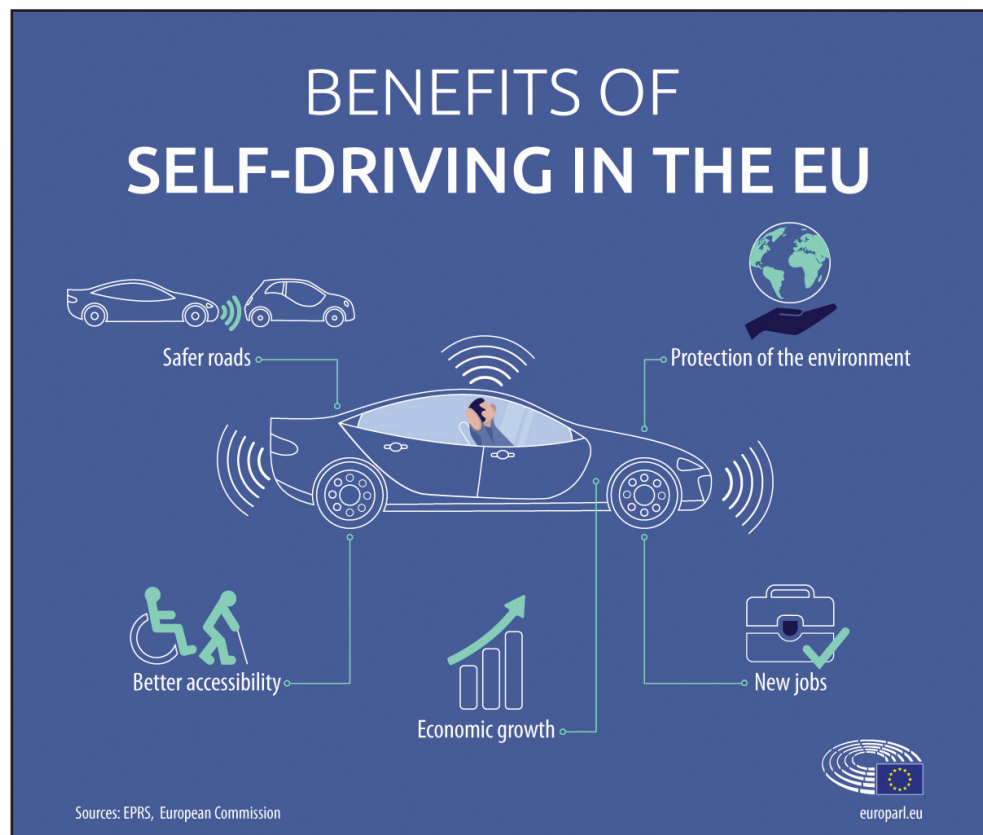 BENEFITS OF
SELF-DRIVING IN THE EU
Safer roads
Protection of the environment
Better accessibility
Economic growth
New jobs
Sources: EPRS, European Commission
europarl.eu